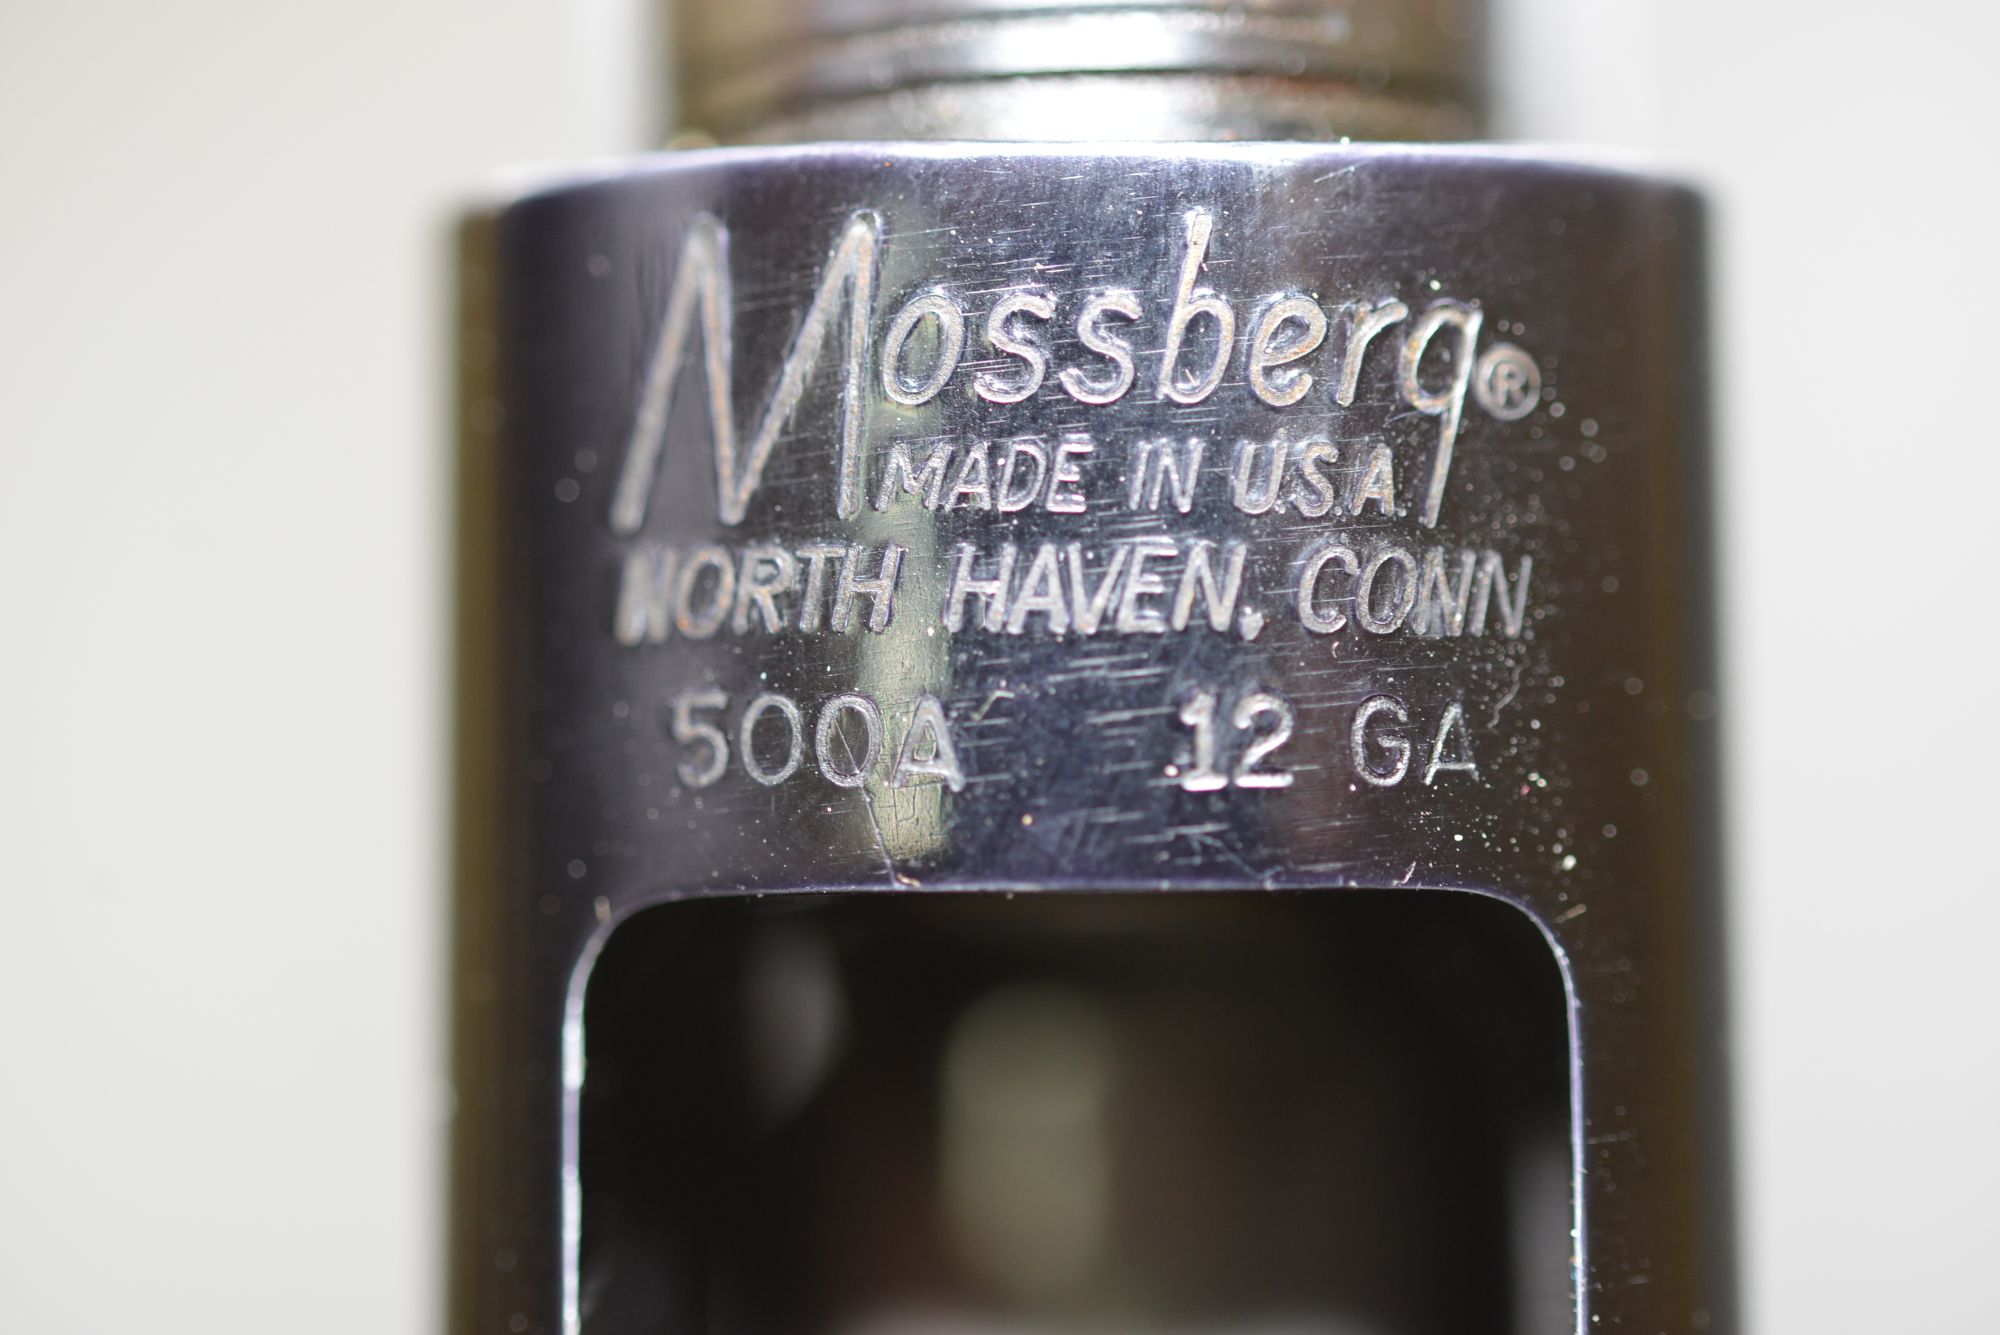 Mossberg®
MADE IN U.S.A.
NORTH HAVEN, CONN
500A 12 GA